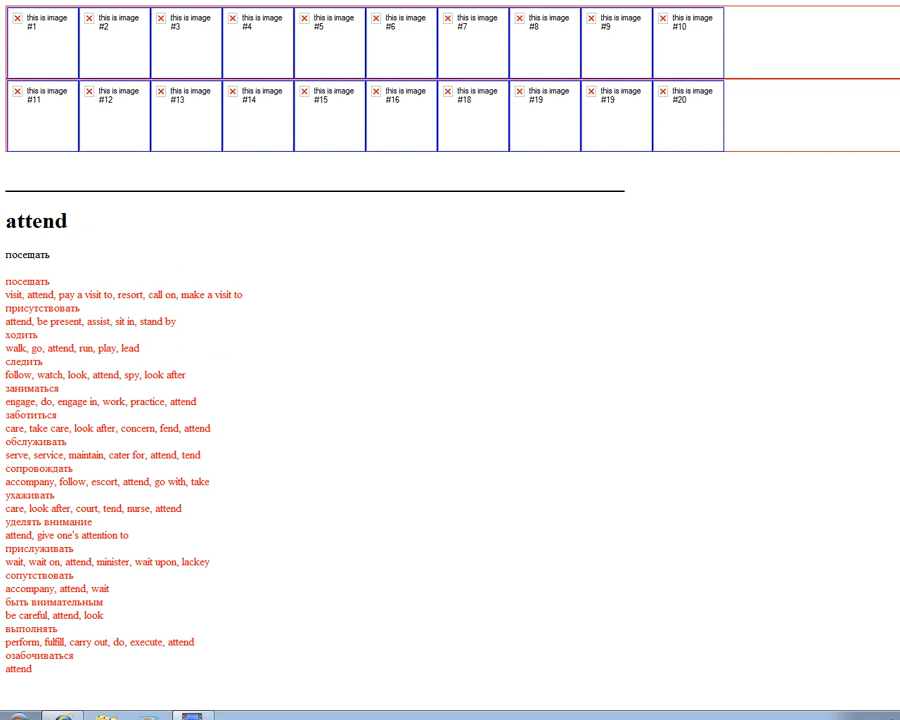 this is image #1
this is image #2
this is image #3
this is image #4
this is image #5
this is image #6
this is image #7
this is image #8
this is image #9
this is image #10
this is image #11
this is image #12
this is image #13
this is image #14
this is image #15
this is image #16
this is image #18
this is image #19
this is image #19
this is image #20
attend
посещать
посещать
visit, attend, pay a visit to, resort, call on, make a visit to
присутствовать
attend, be present, assist, sit in, stand by
ходить
walk, go, attend, run, play, lead
следить
follow, watch, look, attend, spy, look after
заниматься
engage, do, engage in, work, practice, attend
заботиться
care, take care, look after, concern, fend, attend
обслуживать
serve, service, maintain, cater for, attend, tend
сопровождать
accompany, follow, escort, attend, go with, take
ухаживать
care, look after, court, tend, nurse, attend
уделять внимание
attend, give one's attention to
прислуживать
wait, wait on, attend, minister, wait upon, lackey
сопутствовать
accompany, attend, wait
быть внимательным
be careful, attend, look
выполнять
perform, fulfill, carry out, do, execute, attend
озабочиваться
attend